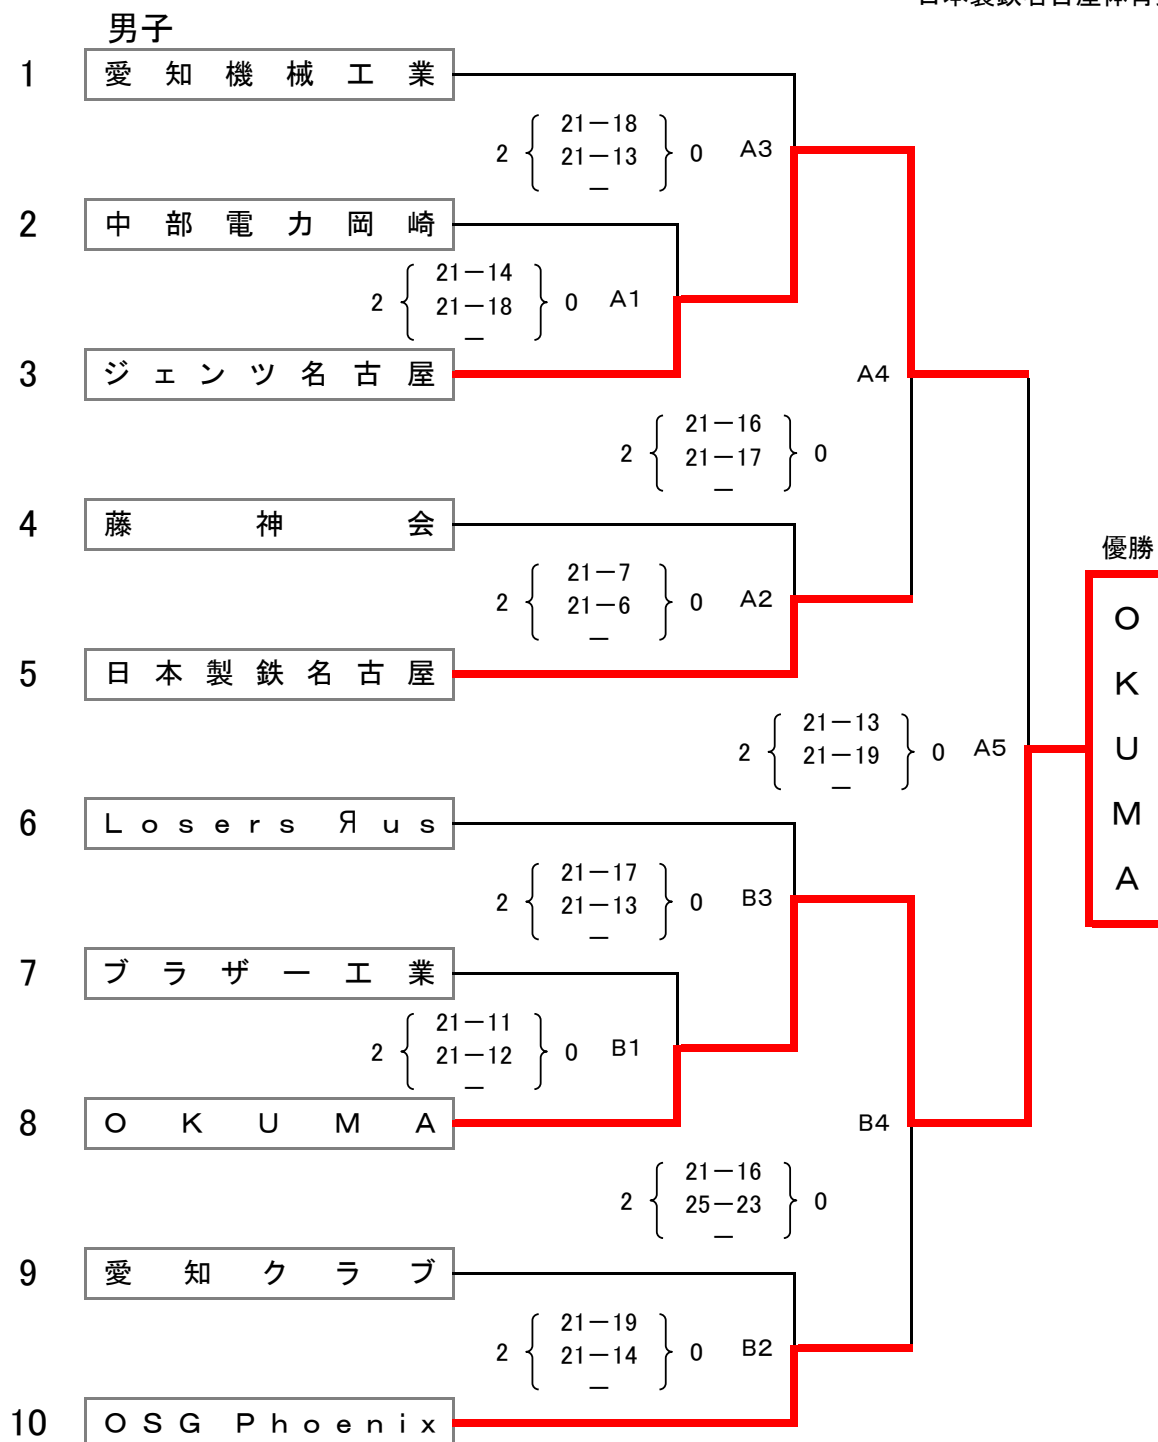 男子
1 愛知機械工業
21－18
2 21－13 0 A3
－
2 中部電力岡崎
21－14
2 21－18 0 A1
－
3 ジェンツ名古屋
A4
21－16
2 21－17 0
－
4 藤神会
優勝
21－7
2 21－6 0 A2
－
OKUMA
5 日本製鉄名古屋
21－13
2 21－19 0 A5
－
6 Losers Яus
21－17
2 21－13 0 B3
－
7 ブラザー工業
21－11
2 21－12 0 B1
－
8 OKUMA
B4
21－16
2 25－23 0
－
9 愛知クラブ
21－19
2 21－14 0 B2
－
10 OSG Phoenix